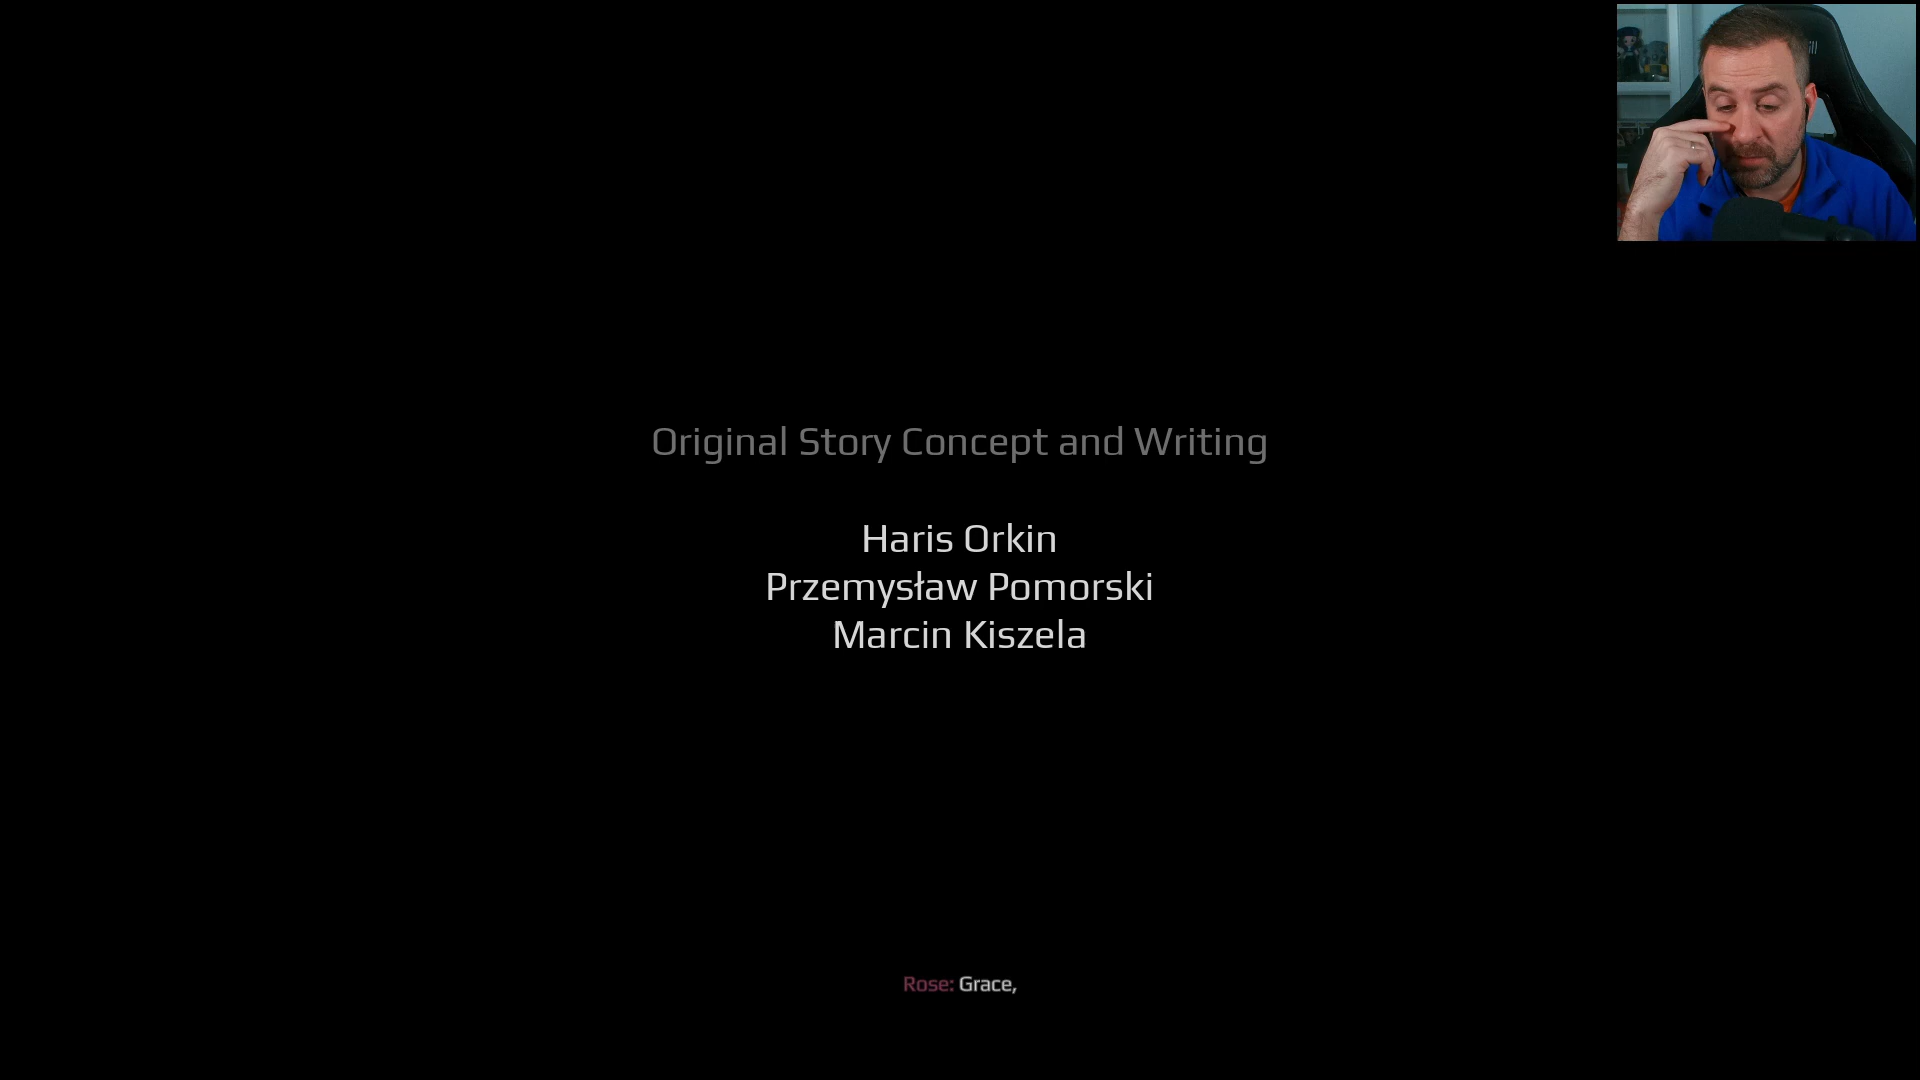 Original Story Concept and Writing
Haris Orkin
Przemysław Pomorski
Marcin Kiszela
Rose: Grace,